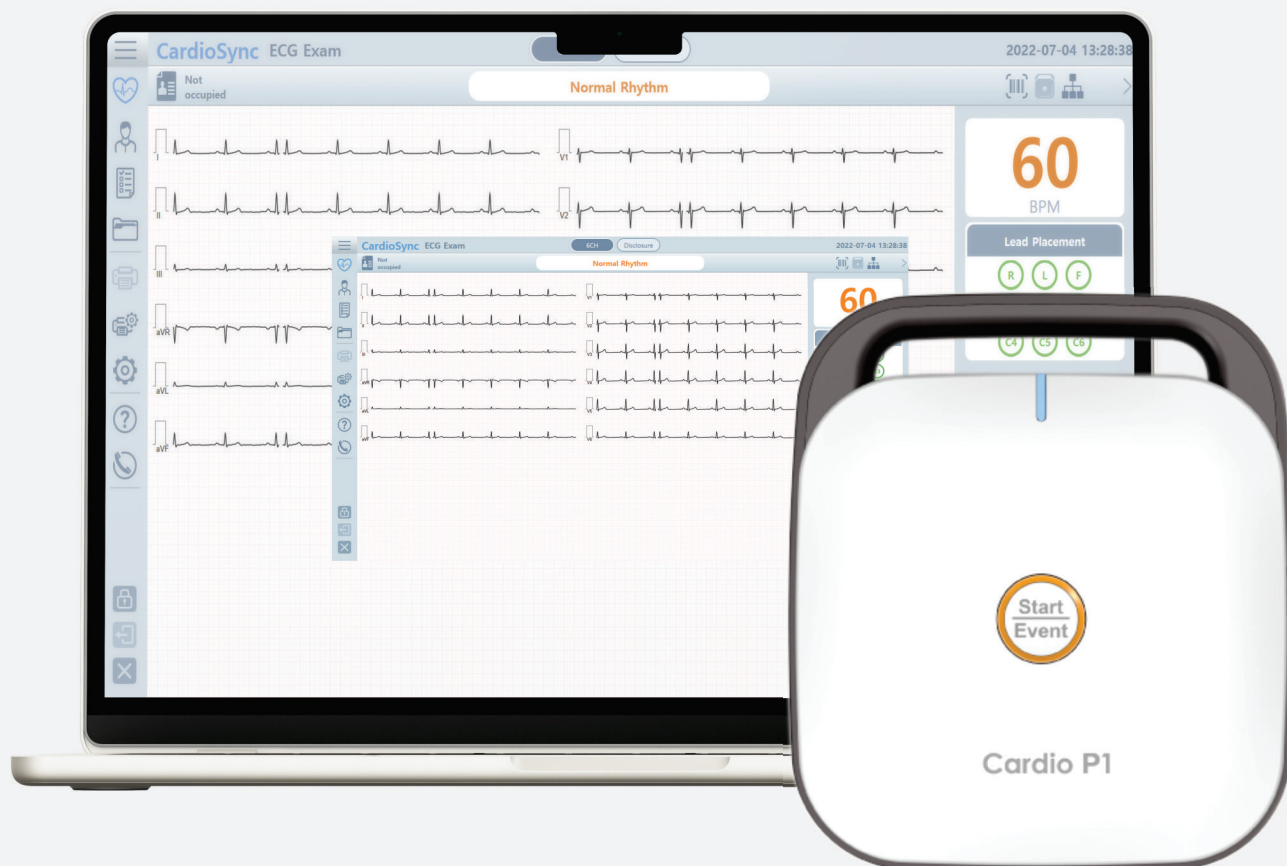 CardioSync ECG Exam
2022-07-04 13:28:38
Not
occupied
Normal Rhythm
I
V1
60
BPM
II
V2
Lead Placement
R L F
III
aVR
C4 C5 C6
aVL
aVF
CardioSync ECG Exam
6CH
Disclosure
2022-07-04 13:28:38
Not
occupied
Normal Rhythm
60
Start
Event
Cardio P1